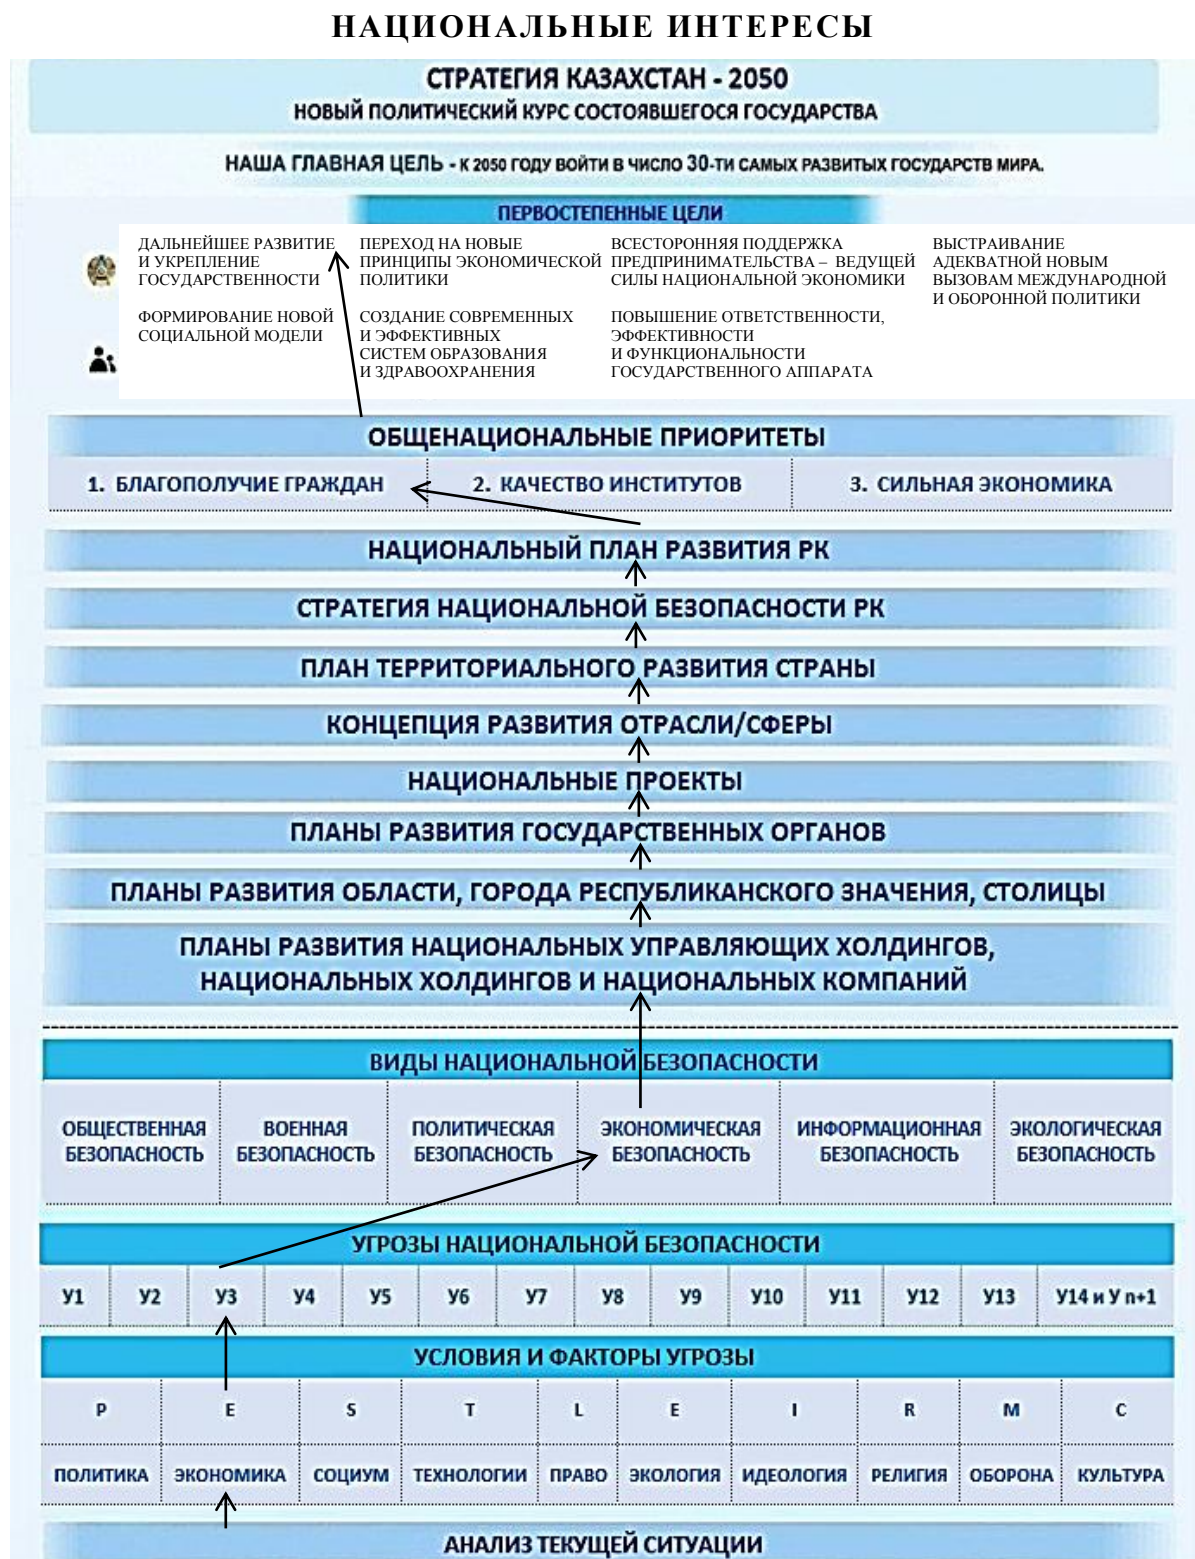 НАЦИОНАЛЬНЫЕ ИНТЕРЕСЫ
СТРАТЕГИЯ КАЗАХСТАН - 2050
НОВЫЙ ПОЛИТИЧЕСКИЙ КУРС СОСТОЯВШЕГОСЯ ГОСУДАРСТВА
НАША ГЛАВНАЯ ЦЕЛЬ - К 2050 ГОДУ ВОЙТИ В ЧИСЛО 30-ТИ САМЫХ РАЗВИТЫХ ГОСУДАРСТВ МИРА.
ПЕРВОСТЕПЕННЫЕ ЦЕЛИ
ДАЛЬНЕЙШЕЕ РАЗВИТИЕ
И УКРЕПЛЕНИЕ
ГОСУДАРСТВЕННОСТИ
ПЕРЕХОД НА НОВЫЕ
ПРИНЦИПЫ ЭКОНОМИЧЕСКОЙ
ПОЛИТИКИ
ВСЕСТОРОННЯЯ ПОДДЕРЖКА
ПРЕДПРИНИМАТЕЛЬСТВА – ВЕДУЩЕЙ
СИЛЫ НАЦИОНАЛЬНОЙ ЭКОНОМИКИ
ВЫСТРАИВАНИЕ
АДЕКВАТНОЙ НОВЫМ
ВЫЗОВАМ МЕЖДУНАРОДНОЙ
И ОБОРОННОЙ ПОЛИТИКИ
ФОРМИРОВАНИЕ НОВОЙ
СОЦИАЛЬНОЙ МОДЕЛИ
СОЗДАНИЕ СОВРЕМЕННЫХ
И ЭФФЕКТИВНЫХ
СИСТЕМ ОБРАЗОВАНИЯ
И ЗДРАВООХРАНЕНИЯ
ПОВЫШЕНИЕ ОТВЕТСТВЕННОСТИ,
ЭФФЕКТИВНОСТИ
И ФУНКЦИОНАЛЬНОСТИ
ГОСУДАРСТВЕННОГО АППАРАТА
ОБЩЕНАЦИОНАЛЬНЫЕ ПРИОРИТЕТЫ
1. БЛАГОПОЛУЧИЕ ГРАЖДАН 2. КАЧЕСТВО ИНСТИТУТОВ 3. СИЛЬНАЯ ЭКОНОМИКА
НАЦИОНАЛЬНЫЙ ПЛАН РАЗВИТИЯ РК
СТРАТЕГИЯ НАЦИОНАЛЬНОЙ БЕЗОПАСНОСТИ РК
ПЛАН ТЕРРИТОРИАЛЬНОГО РАЗВИТИЯ СТРАНЫ
КОНЦЕПЦИЯ РАЗВИТИЯ ОТРАСЛИ/СФЕРЫ
НАЦИОНАЛЬНЫЕ ПРОЕКТЫ
ПЛАНЫ РАЗВИТИЯ ГОСУДАРСТВЕННЫХ ОРГАНОВ
ПЛАНЫ РАЗВИТИЯ ОБЛАСТИ, ГОРОДА РЕСПУБЛИКАНСКОГО ЗНАЧЕНИЯ, СТОЛИЦЫ
ПЛАНЫ РАЗВИТИЯ НАЦИОНАЛЬНЫХ УПРАВЛЯЮЩИХ ХОЛДИНГОВ,
НАЦИОНАЛЬНЫХ ХОЛДИНГОВ И НАЦИОНАЛЬНЫХ КОМПАНИЙ
ВИДЫ НАЦИОНАЛЬНОЙ БЕЗОПАСНОСТИ
ОБЩЕСТВЕННАЯ
БЕЗОПАСНОСТЬ
ВОЕННАЯ
БЕЗОПАСНОСТЬ
ПОЛИТИЧЕСКАЯ
БЕЗОПАСНОСТЬ
ЭКОНОМИЧЕСКАЯ
БЕЗОПАСНОСТЬ
ИНФОРМАЦИОННАЯ
БЕЗОПАСНОСТЬ
ЭКОЛОГИЧЕСКАЯ
БЕЗОПАСНОСТЬ
УГРОЗЫ НАЦИОНАЛЬНОЙ БЕЗОПАСНОСТИ
У1 У2 У3 У4 У5 У6 У7 У8 У9 У10 У11 У12 У13 У14 и У n+1
УСЛОВИЯ И ФАКТОРЫ УГРОЗЫ
P E S T L E I R M C
ПОЛИТИКА ЭКОНОМИКА СОЦИУМ ТЕХНОЛОГИИ ПРАВО ЭКОЛОГИЯ ИДЕОЛОГИЯ РЕЛИГИЯ ОБОРОНА КУЛЬТУРА
АНАЛИЗ ТЕКУЩЕЙ СИТУАЦИИ